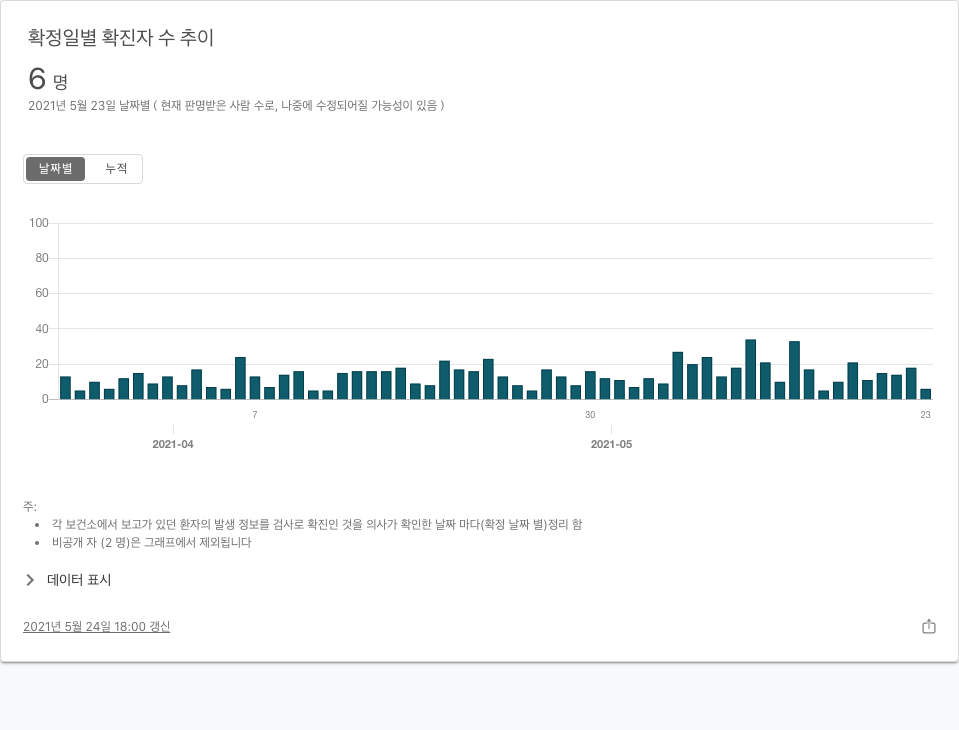 확정일별 확진자 수 추이
6 명
2021년 5월 23일 날짜별 ( 현재 판명받은 사람 수로, 나중에 수정되어질 가능성이 있음 )
날짜별 누적
100
80
60
40
20
0
7 30 23
2021-04 2021-05
주:
• 각 보건소에서 보고가 있던 환자의 발생 정보를 검사로 확진인 것을 의사가 확인한 날짜 마다(확정 날짜 별)정리 함
• 비공개 자 (2 명)은 그래프에서 제외됩니다
데이터 표시
2021년 5월 24일 18:00 갱신